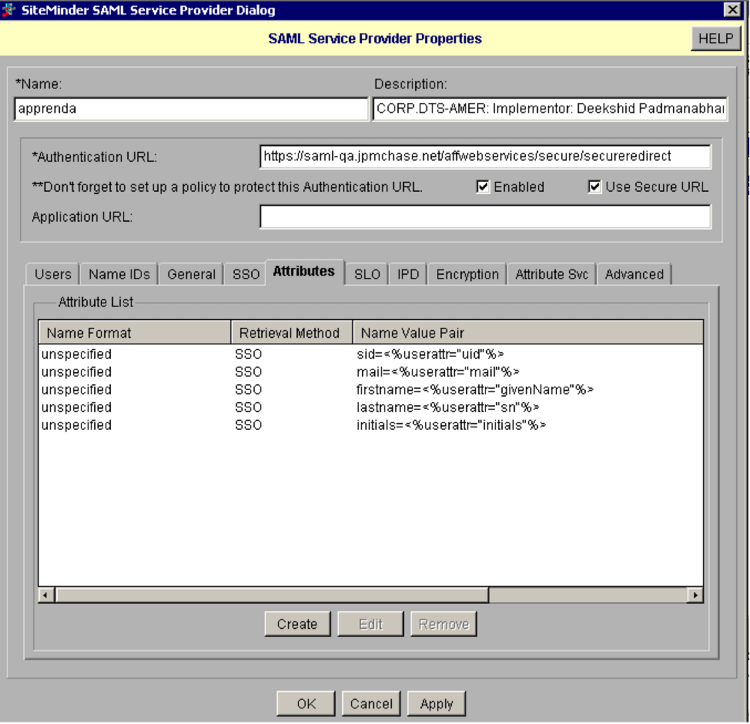 SiteMinder SAML Service Provider Dialog
SAML Service Provider Properties
HELP
*Name: Description:
apprenda CORP.DTS-AMER: Implementor: Deekshid Padmanabhan
*Authentication URL: https://saml-qa.jpmchase.net/affwebservices/secure/secureredirect
**Don't forget to set up a policy to protect this Authentication URL. Enabled Use Secure URL
Application URL:
Users Name IDs General SSO Attributes SLO IPD Encryption Attribute Svc Advanced
Attribute List
Name Format Retrieval Method Name Value Pair
unspecified SSO sid=<%userattr="uid"%>
unspecified SSO mail=<%userattr="mail"%>
unspecified SSO firstname=<%userattr="givenName"%>
unspecified SSO lastname=<%userattr="sn"%>
unspecified SSO initials=<%userattr="initials"%>
Create Edit Remove
OK Cancel Apply